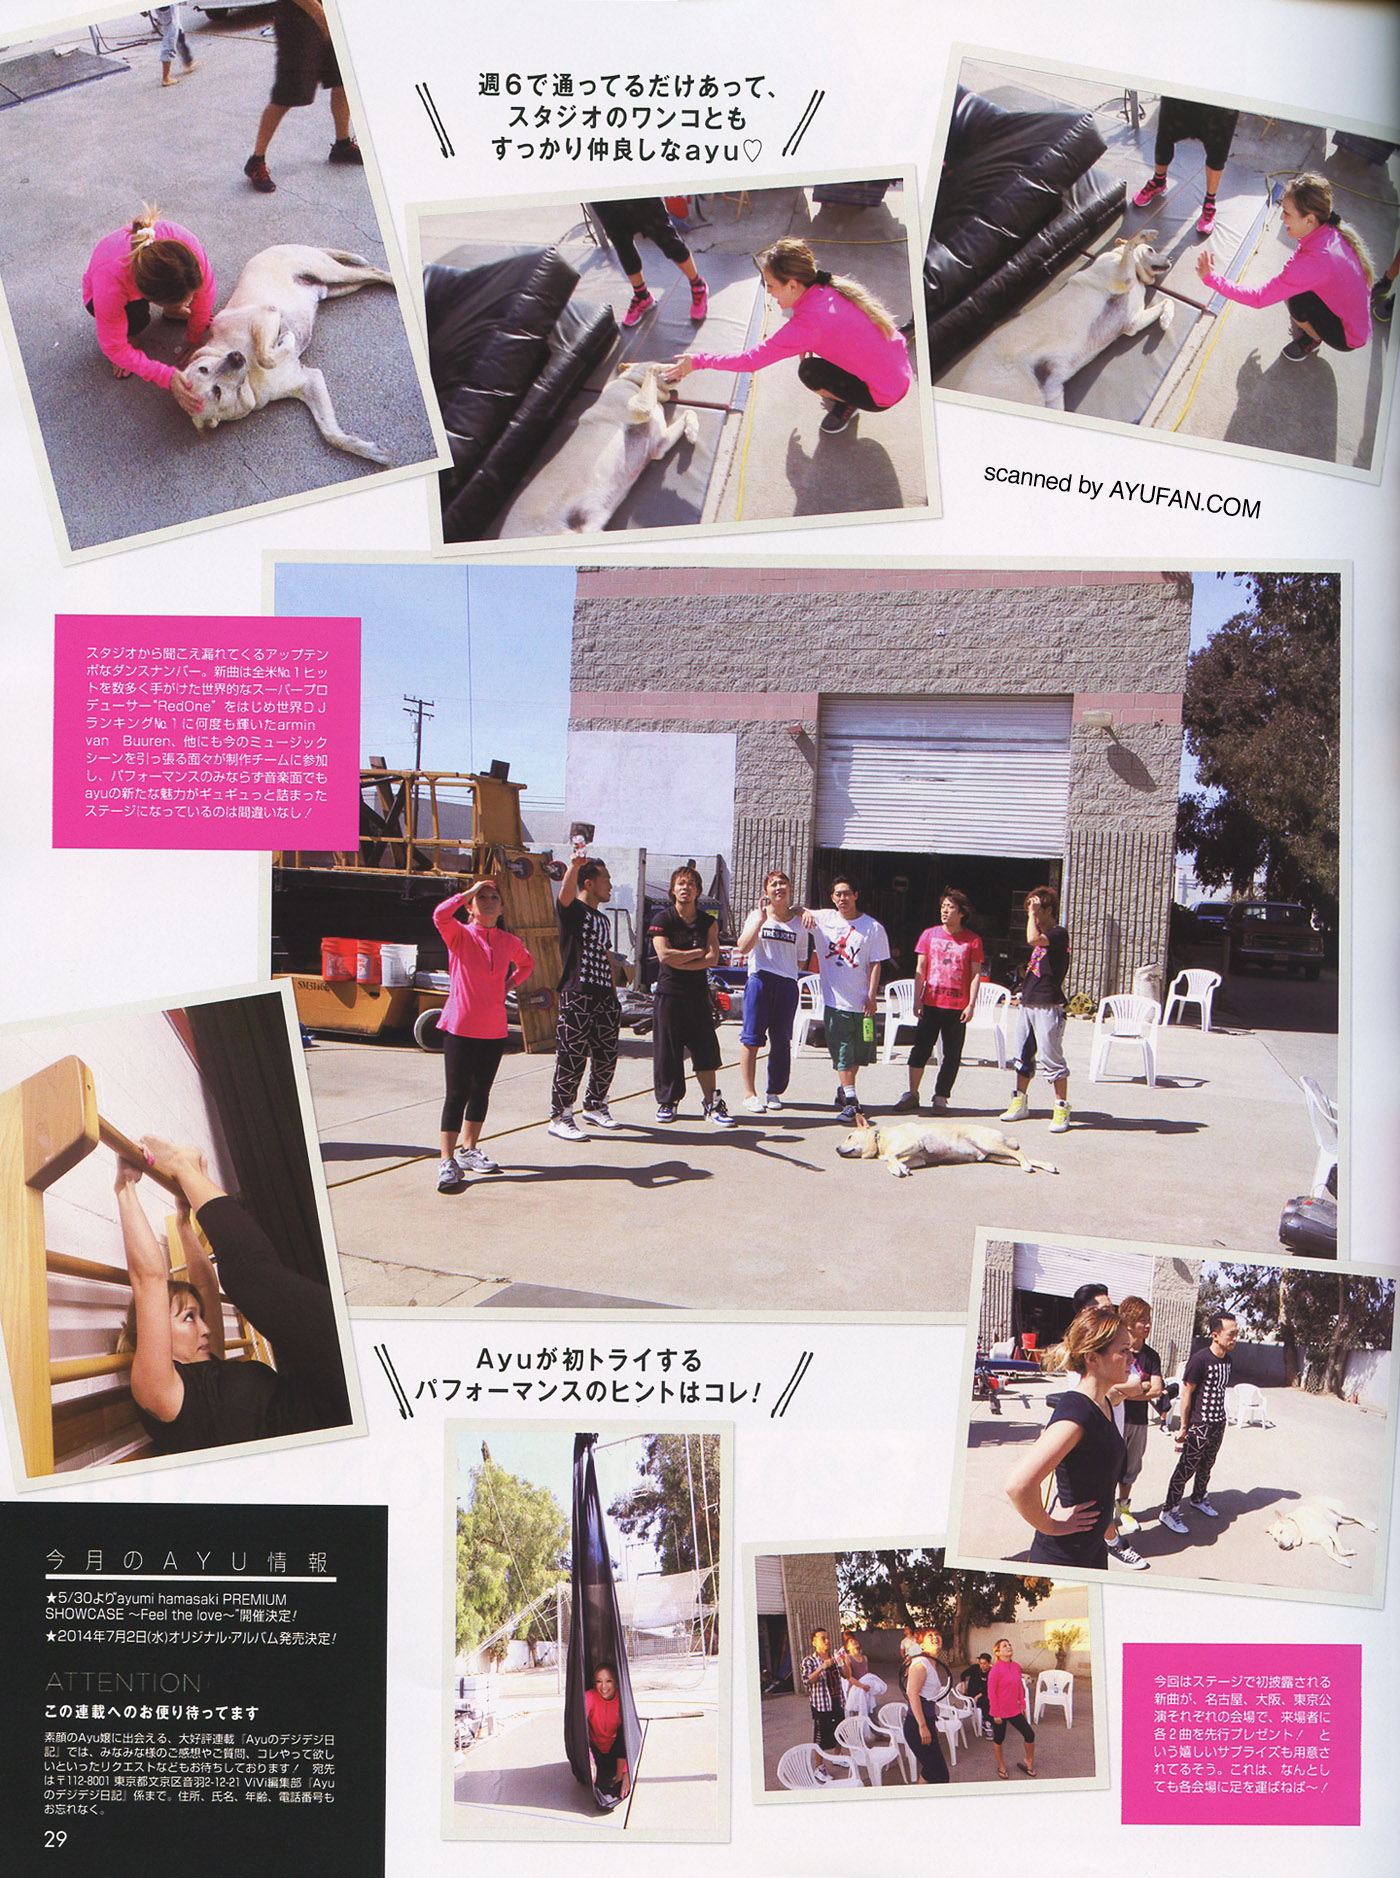 週6で通ってるだけあって、
スタジオのワンコとも
すっかり仲良しなayu♡
scanned by AYUFAN.COM
スタジオから聞こえ漏れてくるアップテン
ポなダンスナンバー。新曲は全米No.1ヒッ
トを数多く手がけた世界的なスーパープロ
デューサー"RedOne"をはじめ世界DJ
ランキングNo.1に何度も輝いたarmin
van Buuren、他にも今のミュージック
シーンを引っ張る面々が制作チームに参加
し、パフォーマンスのみならず音楽面でも
ayuの新たな魅力がギュギュっと詰まった
ステージになっているのは間違いなし!
Ayuが初トライする
パフォーマンスのヒントはコレ!
今月のAYU情報
★5/30より"ayumi hamasaki PREMIUM
SHOWCASE 〜Feel the love〜"開催決定!
★2014年7月2日(水)オリジナル・アルバム発売決定!
ATTENTION
この連載へのお便り待ってます
素顔のAyu嬢に出会える、大好評連載『Ayuのデジデジ日
記』では、みなみな様のご感想やご質問、コレやって欲し
いといったリクエストなどもお待ちしております! 宛先
は〒112-8001 東京都文京区音羽2-12-21 ViVi編集部『Ayu
のデジデジ日記』係まで。住所、氏名、年齢、電話番号も
お忘れなく。
29
今回はステージで初披露される
新曲が、名古屋、大阪、東京公
演それぞれの会場で、来場者に
各2曲を先行プレゼント! と
いう嬉しいサプライズも用意さ
れてるそう。これは、なんとし
ても各会場に足を運ばねば〜!